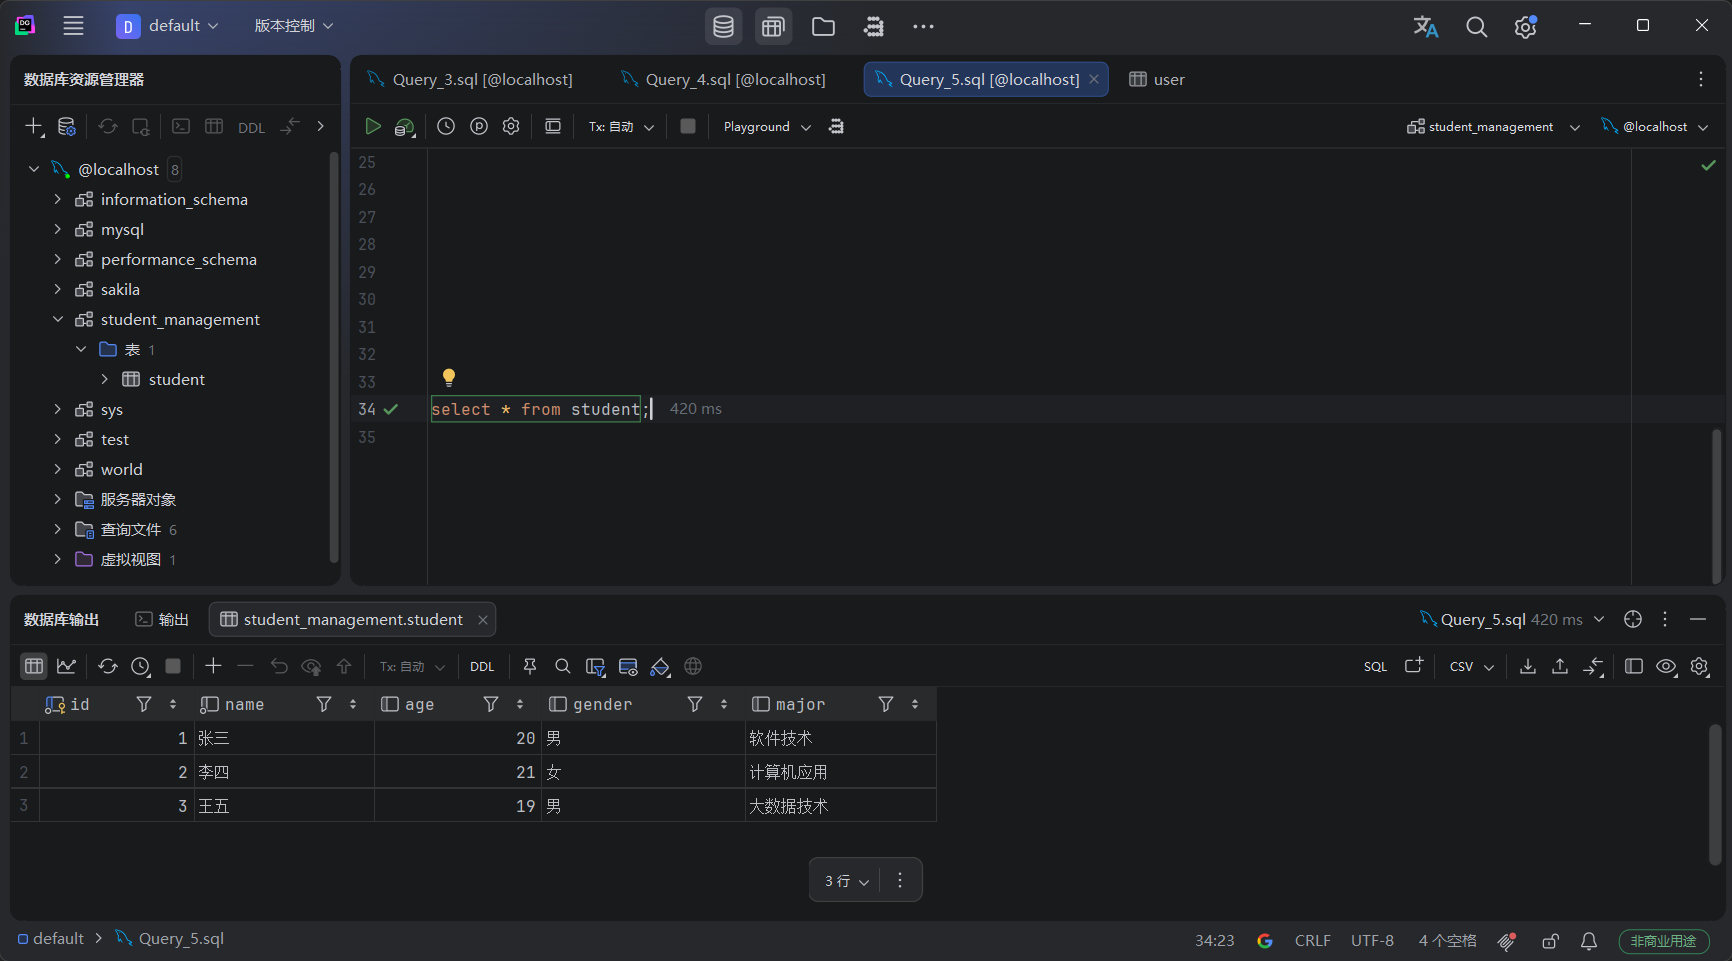 D default 版本控制
数据库资源管理器
Query_3.sql [@localhost] Query_4.sql [@localhost] Query_5.sql [@localhost] user
DDL
Tx: 自动 Playground student_management @localhost
@localhost 8
information_schema
mysql
performance_schema
sakila
student_management
表 1
student
sys
test
world
服务器对象
查询文件 6
虚拟视图 1
25
26
27
28
29
30
31
32
33
34 select * from student; 420 ms
35
数据库输出 输出 student_management.student Query_5.sql 420 ms
Tx: 自动 DDL SQL CSV
id name age gender major
1 1 张三 20 男 软件技术
2 2 李四 21 女 计算机应用
3 3 王五 19 男 大数据技术
3 行
default Query_5.sql 34:23 CRLF UTF-8 4 个空格 非商业用途